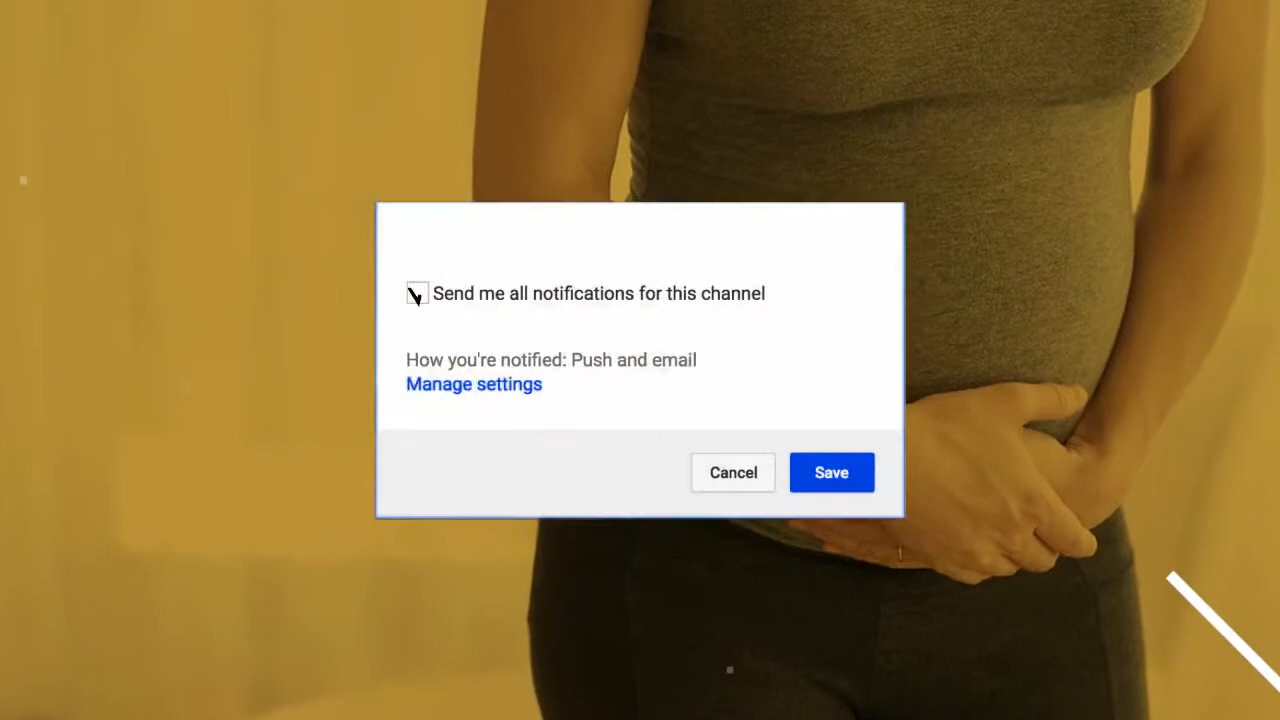 Send me all notifications for this channel
How you're notified: Push and email
Manage settings
Cancel
Save